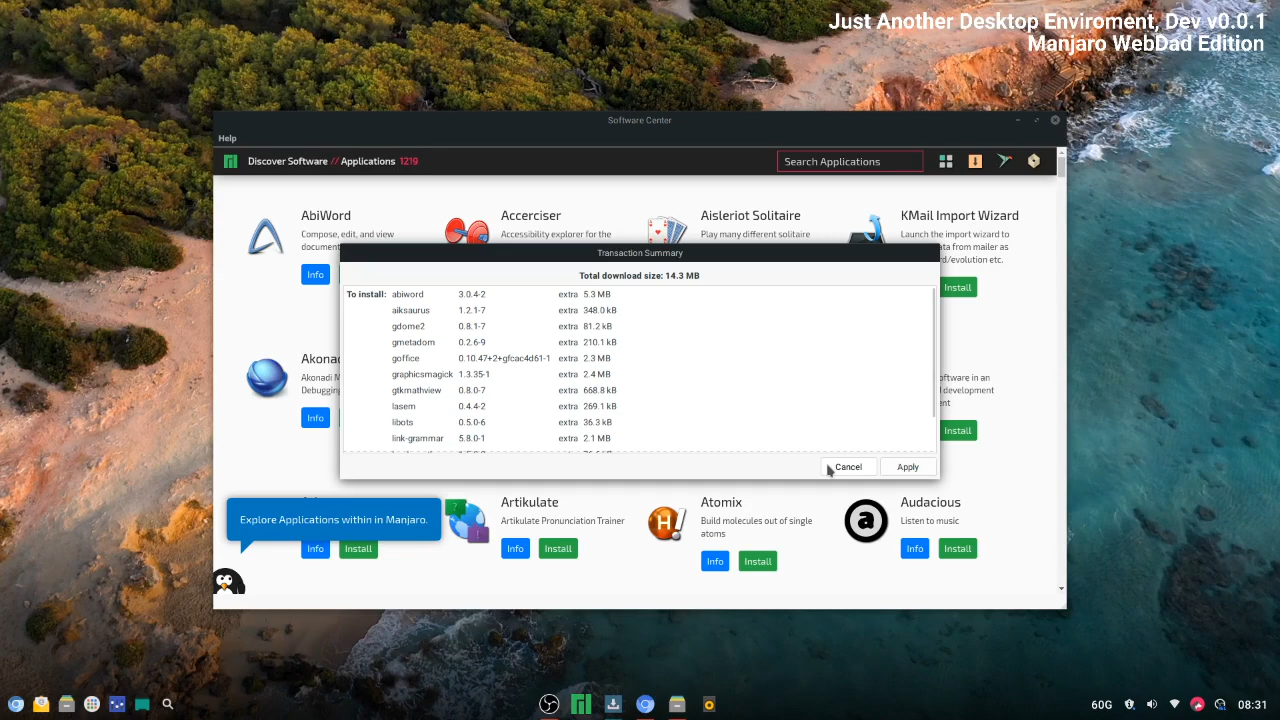 Just Another Desktop Enviroment, Dev v0.0.1
Manjaro WebDad Edition
Software Center
Help
Discover Software // Applications 1219
Search Applications
AbiWord
Compose, edit, and view
Info
Accerciser
Accessibility explorer for the
Aisleriot Solitaire
Play many different solitaire
KMail Import Wizard
Launch the import wizard to
data from mailer as
evolution etc.
Install
Transaction Summary
Total download size: 14.3 MB
To install: abiword 3.0.4-2 extra 5.3 MB
aiksaurus 1.2.1-7 extra 348.0 kB
gdome2 0.8.1-7 extra 81.2 kB
gmetadom 0.2.6-9 extra 210.1 kB
goffice 0.10.47+2+gfcac4d61-1 extra 2.3 MB
graphicsmagick 1.3.35-1 extra 2.4 MB
gtkmathview 0.8.0-7 extra 668.8 kB
lasem 0.4.4-2 extra 269.1 kB
libots 0.5.0-6 extra 36.3 kB
link-grammar 5.8.0-1 extra 2.1 MB
Cancel Apply
Info
software in an
development
Install
Explore Applications within in Manjaro.
Info Install
Artikulate
Artikulate Pronunciation Trainer
Info Install
Atomix
Build molecules out of single
atoms
Info Install
Audacious
Listen to music
Info Install
60G 08:31